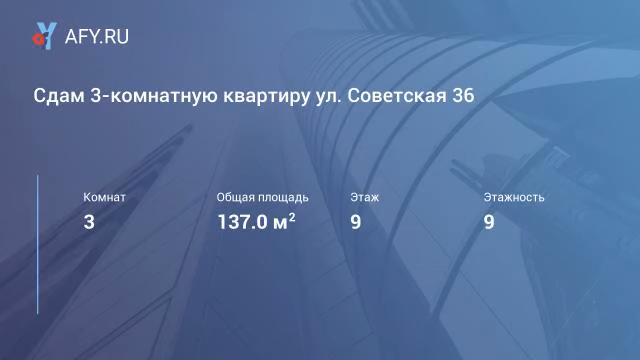 AFY.RU
Сдам 3-комнатную квартиру ул. Советская 36
Комнат
3
Общая площадь
137.0 м²
Этаж
9
Этажность
9